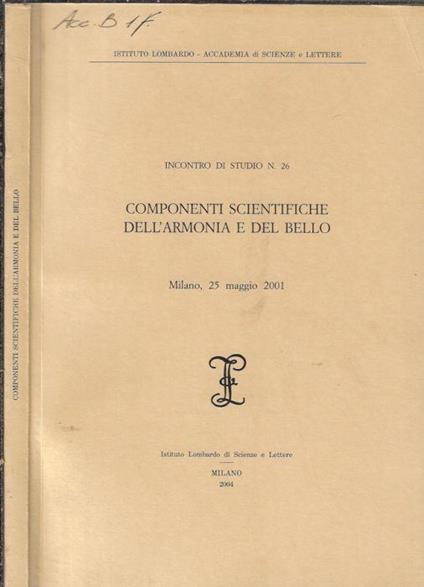 Acc. B 1 f.
ISTITUTO LOMBARDO - ACCADEMIA di SCIENZE e LETTERE
INCONTRO DI STUDIO N. 26
COMPONENTI SCIENTIFICHE
DELL'ARMONIA E DEL BELLO
Milano, 25 maggio 2001
Istituto Lombardo di Scienze e Lettere
MILANO
2004
COMPONENTI SCIENTIFICHE DELL'ARMONIA E DEL BELLO